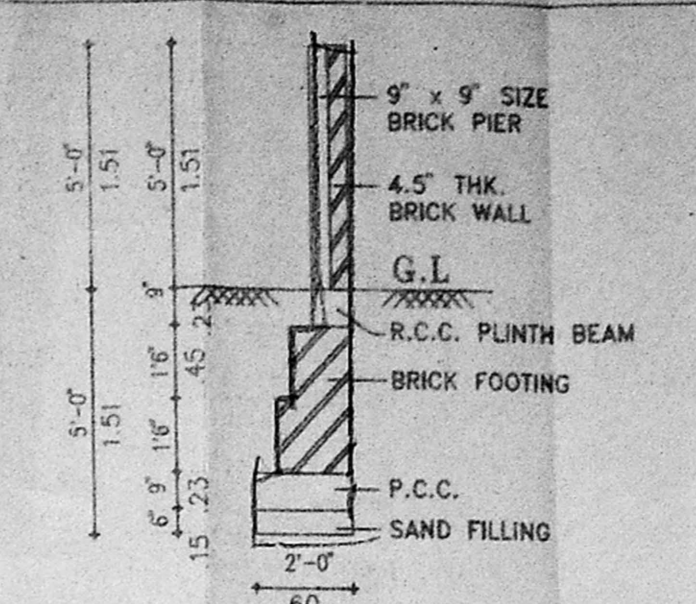 9" x 9" SIZE
BRICK PIER
4.5" THK.
BRICK WALL
G.L
R.C.C. PLINTH BEAM
BRICK FOOTING
P.C.C.
SAND FILLING
5'-0"
1.51
5'-0"
1.51
5'-0"
1.51
9"
1'6"
.45
1'6"
9"
.23
6"
15
2'-0"
60